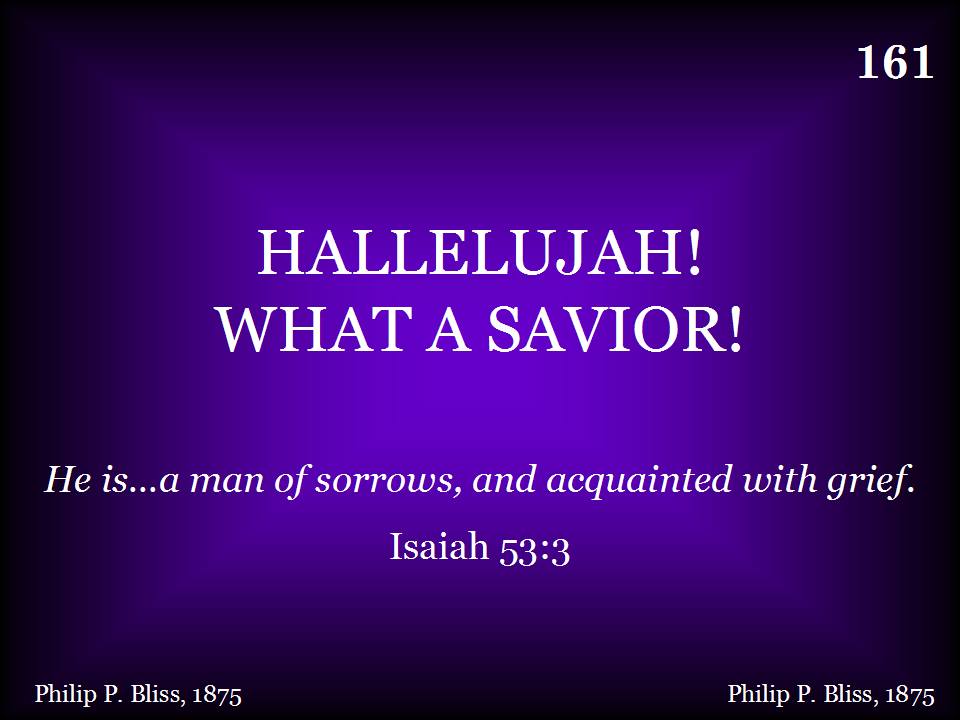 161
HALLELUJAH!
WHAT A SAVIOR!
He is...a man of sorrows, and acquainted with grief.
Isaiah 53:3
Philip P. Bliss, 1875
Philip P. Bliss, 1875